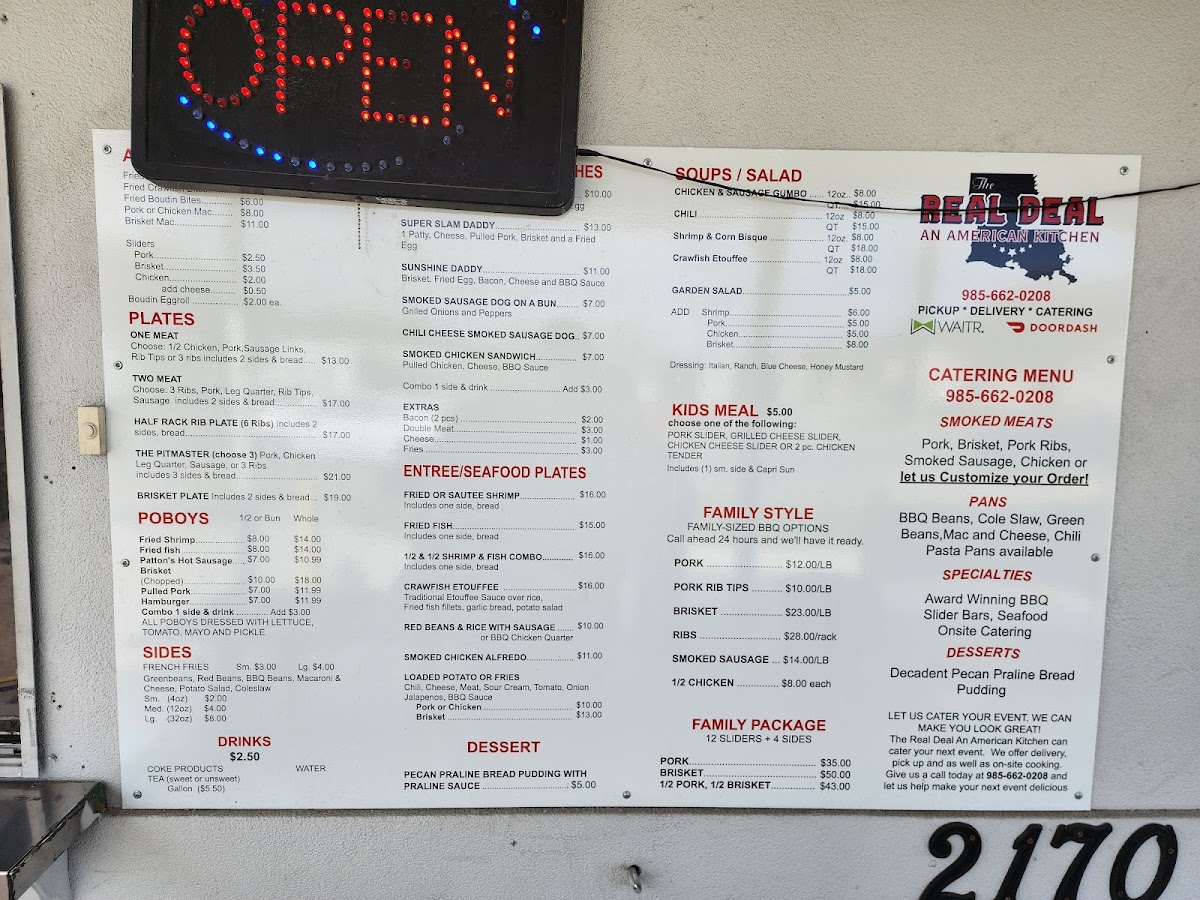 OPEN
A
Fried
Fried Crawfish Bites
Fried Boudin Bites.......... $6.00
Pork or Chicken Mac....... $8.00
Brisket Mac.................... $11.00
Sliders
Pork.......................... $2.50
Brisket....................... $3.50
Chicken..................... $2.00
add cheese............ $0.50
Boudin Eggroll ............... $2.00 ea.
PLATES
ONE MEAT
Choose: 1/2 Chicken, Pork,Sausage Links,
Rib Tips or 3 ribs includes 2 sides & bread..... $13.00
TWO MEAT
Choose: 3 Ribs, Pork, Leg Quarter, Rib Tips,
Sausage includes 2 sides & bread.............. $17.00
HALF RACK RIB PLATE (6 Ribs) includes 2
sides, bread.............................................. $17.00
THE PITMASTER (choose 3) Pork, Chicken
Leg Quarter, Sausage, or 3 Ribs
includes 3 sides & bread............................. $21.00
BRISKET PLATE Includes 2 sides & bread... $19.00
POBOYS 1/2 or Bun Whole
Fried Shrimp.................. $8.00 $14.00
Fried fish ...................... $8.00 $14.00
Patton's Hot Sausage.... $7.00 $10.99
Brisket
(Chopped)..................... $10.00 $18.00
Pulled Pork.................... $7.00 $11.99
Hamburger.................... $7.00 $11.99
Combo 1 side & drink ............ Add $3.00
ALL POBOYS DRESSED WITH LETTUCE,
TOMATO, MAYO AND PICKLE
SIDES
FRENCH FRIES Sm. $3.00 Lg. $4.00
Greenbeans, Red Beans, BBQ Beans, Macaroni &
Cheese, Potato Salad, Coleslaw
Sm. (4oz) $2.00
Med. (12oz) $4.00
Lg. (32oz) $8.00
DRINKS
$2.50
COKE PRODUCTS WATER
TEA (sweet or unsweet)
Gallon ($5.50)
HES
$10.00
gg
SUPER SLAM DADDY.............................. $13.00
1 Patty, Cheese, Pulled Pork, Brisket and a Fried
Egg
SUNSHINE DADDY.................................. $11.00
Brisket, Fried Egg, Bacon, Cheese and BBQ Sauce
SMOKED SAUSAGE DOG ON A BUN........ $7.00
Grilled Onions and Peppers
CHILI CHEESE SMOKED SAUSAGE DOG.. $7.00
SMOKED CHICKEN SANDWICH.............. $7.00
Pulled Chicken, Cheese, BBQ Sauce
Combo 1 side & drink ........................ Add $3.00
EXTRAS
Bacon (2 pcs) ......................................... $2.00
Double Meat............................................ $3.00
Cheese.................................................... $1.00
Fries ....................................................... $3.00
ENTREE/SEAFOOD PLATES
FRIED OR SAUTEE SHRIMP.................. $16.00
Includes one side, bread
FRIED FISH......................................... $15.00
Includes one side, bread
1/2 & 1/2 SHRIMP & FISH COMBO........... $16.00
Includes one side, bread
CRAWFISH ETOUFFEE ......................... $16.00
Traditional Etouffee Sauce over rice,
Fried fish fillets, garlic bread, potato salad
RED BEANS & RICE WITH SAUSAGE ...... $10.00
or BBQ Chicken Quarter
SMOKED CHICKEN ALFREDO................. $11.00
LOADED POTATO OR FRIES
Chili, Cheese, Meat, Sour Cream, Tomato, Onion
Jalapenos, BBQ Sauce
Pork or Chicken................................ $10.00
Brisket ............................................. $13.00
DESSERT
PECAN PRALINE BREAD PUDDING WITH
PRALINE SAUCE ................................ $5.00
SOUPS / SALAD
CHICKEN & SAUSAGE GUMBO ...... 12oz.. $8.00
QT $15.00
CHILI .......................................... 12oz $8.00
QT $15.00
Shrimp & Corn Bisque .................. 12oz. $8.00
QT $18.00
Crawfish Etouffee ......................... 12oz $8.00
QT $18.00
GARDEN SALAD................................... $5.00
ADD Shrimp....................................... $6.00
Pork........................................... $5.00
Chicken...................................... $5.00
Brisket........................................ $8.00
Dressing: Italian, Ranch, Blue Cheese, Honey Mustard
KIDS MEAL $5.00
choose one of the following:
PORK SLIDER, GRILLED CHEESE SLIDER,
CHICKEN CHEESE SLIDER OR 2 pc. CHICKEN
TENDER
Includes (1) sm. side & Capri Sun
FAMILY STYLE
FAMILY-SIZED BBQ OPTIONS
Call ahead 24 hours and we'll have it ready.
PORK ...................... $12.00/LB
PORK RIB TIPS ......... $10.00/LB
BRISKET .................. $23.00/LB
RIBS ........................ $28.00/rack
SMOKED SAUSAGE ... $14.00/LB
1/2 CHICKEN ............. $8.00 each
FAMILY PACKAGE
12 SLIDERS + 4 SIDES
PORK........................................ $35.00
BRISKET.................................... $50.00
1/2 PORK, 1/2 BRISKET.............. $43.00
The
REAL DEAL
AN AMERICAN KITCHEN
985-662-0208
PICKUP * DELIVERY * CATERING
WAITR. DOORDASH
CATERING MENU
985-662-0208
SMOKED MEATS
Pork, Brisket, Pork Ribs,
Smoked Sausage, Chicken or
let us Customize your Order!
PANS
BBQ Beans, Cole Slaw, Green
Beans,Mac and Cheese, Chili
Pasta Pans available
SPECIALTIES
Award Winning BBQ
Slider Bars, Seafood
Onsite Catering
DESSERTS
Decadent Pecan Praline Bread
Pudding
LET US CATER YOUR EVENT. WE CAN
MAKE YOU LOOK GREAT!
The Real Deal An American Kitchen can
cater your next event. We offer delivery,
pick up and as well as on-site cooking.
Give us a call today at 985-662-0208 and
let us help make your next event delicious
2170